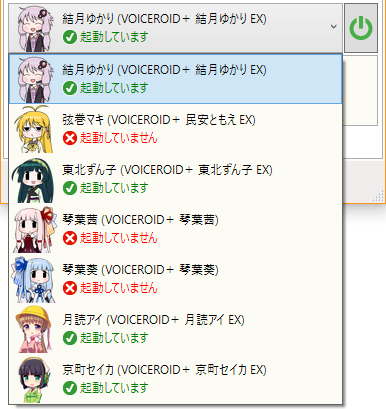 結月ゆかり (VOICEROID＋ 結月ゆかり EX)
起動しています
結月ゆかり (VOICEROID＋ 結月ゆかり EX)
起動しています
弦巻マキ (VOICEROID＋ 民安ともえ EX)
起動していません
東北ずん子 (VOICEROID＋ 東北ずん子 EX)
起動しています
琴葉茜 (VOICEROID＋ 琴葉茜)
起動していません
琴葉葵 (VOICEROID＋ 琴葉葵)
起動していません
月読アイ (VOICEROID＋ 月読アイ EX)
起動しています
京町セイカ (VOICEROID＋ 京町セイカ EX)
起動しています